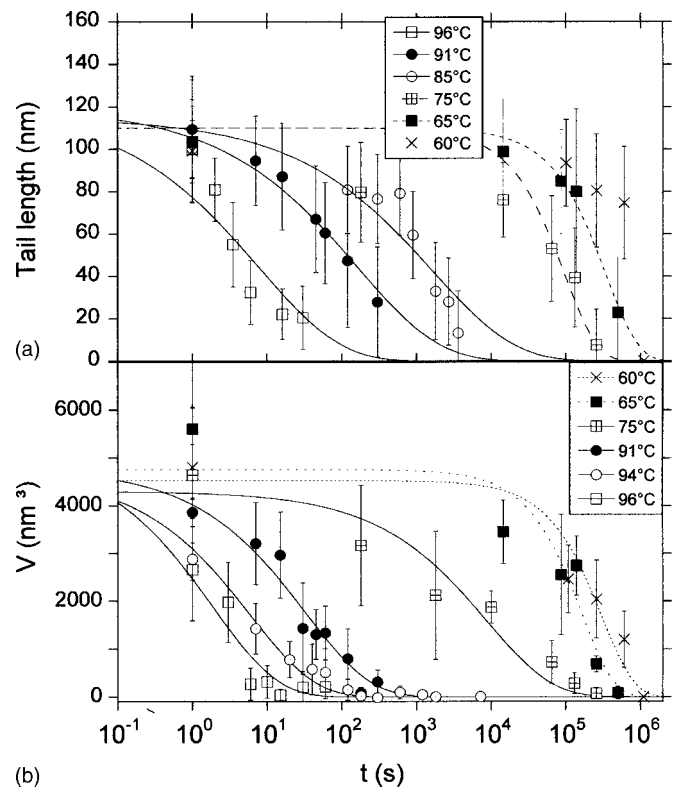 160
140
120
100
80
60
40
20
0
Tail length (nm)
96°C
91°C
85°C
75°C
65°C
60°C
(a)
6000
4000
2000
0
V (nm³)
60°C
65°C
75°C
91°C
94°C
96°C
10⁻¹ 10⁰ 10¹ 10² 10³ 10⁴ 10⁵ 10⁶
(b)
t (s)